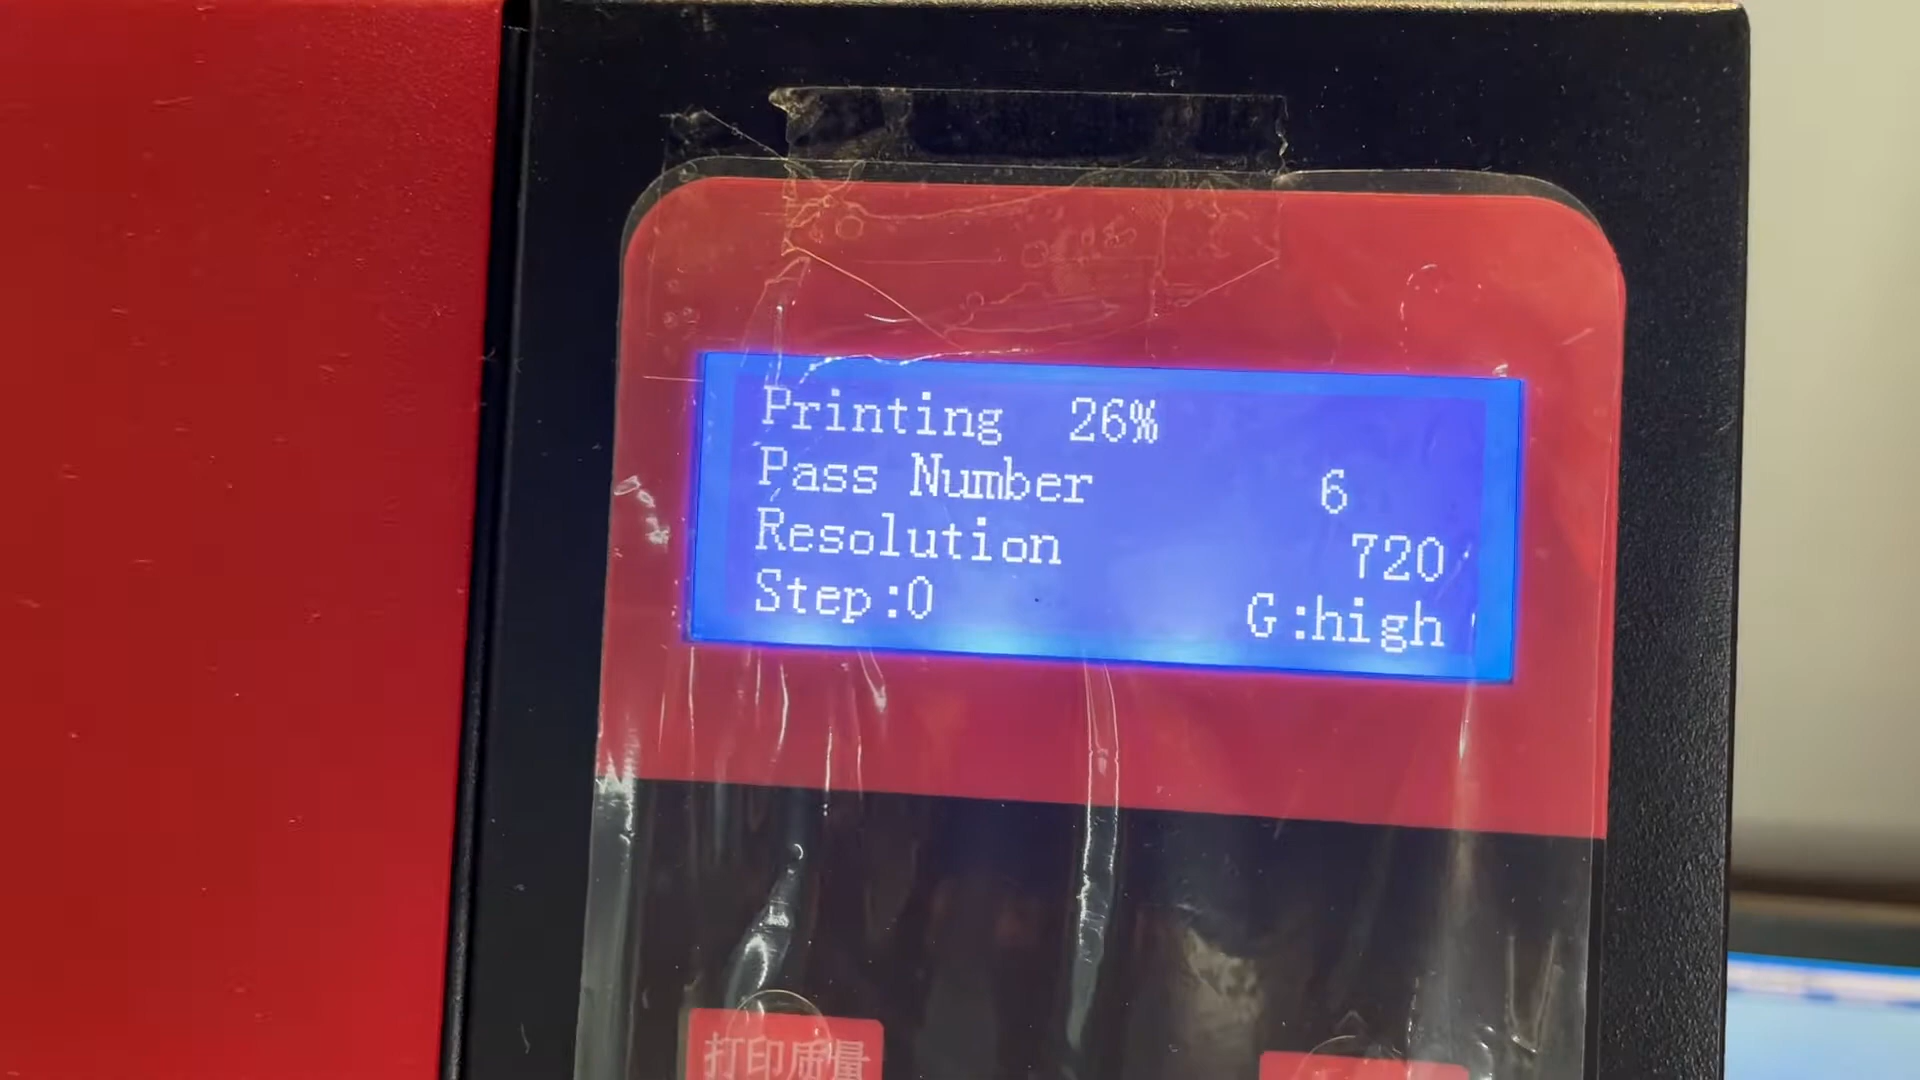 Printing 26%
Pass Number 6
Resolution 720
Step:0 G:high
打印质量